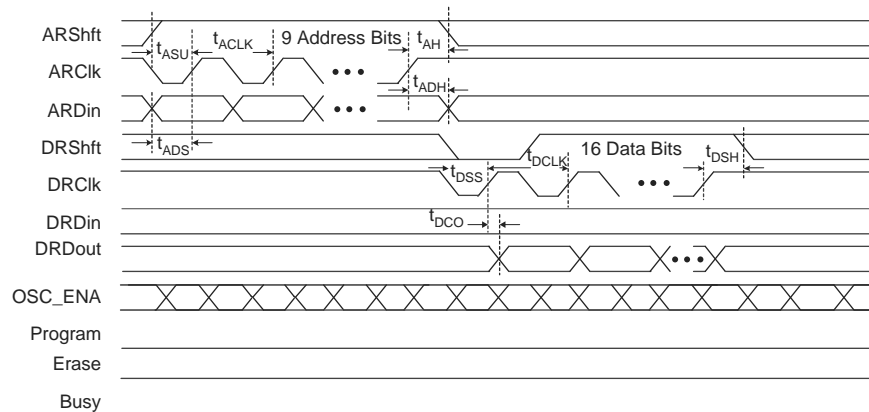 ARShft
tASU
tACLK
9 Address Bits
tAH
ARClk
tADH
ARDin
tADS
DRShft
tDSS
tDCLK
16 Data Bits
tDSH
DRClk
DRDin
tDCO
DRDout
OSC_ENA
Program
Erase
Busy